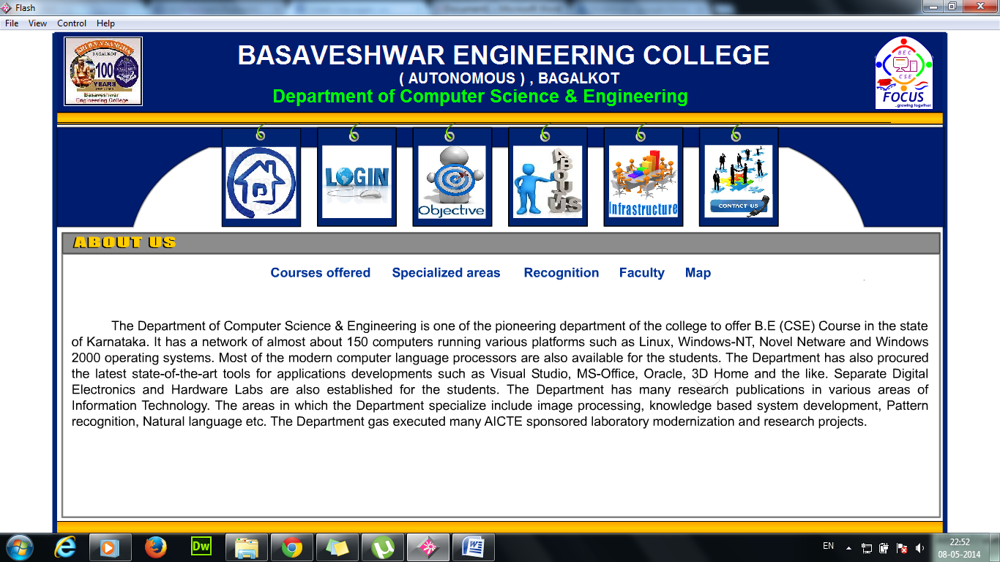 Flash
File View Control Help
SRI B.V.V.SANGHA
BAGALKOT
100
YEARS
Basaveshwar
Engineering College
BASAVESHWAR ENGINEERING COLLEGE
( AUTONOMOUS ) , BAGALKOT
Department of Computer Science & Engineering
BEC
CSE
FOCUS
..growing together
LOGIN
Objective
ABOUT US
Infrastructure
CONTACT US
ABOUT US
Courses offered Specialized areas Recognition Faculty Map
The Department of Computer Science & Engineering is one of the pioneering department of the college to offer B.E (CSE) Course in the state
of Karnataka. It has a network of almost about 150 computers running various platforms such as Linux, Windows-NT, Novel Netware and Windows
2000 operating systems. Most of the modern computer language processors are also available for the students. The Department has also procured
the latest state-of-the-art tools for applications developments such as Visual Studio, MS-Office, Oracle, 3D Home and the like. Separate Digital
Electronics and Hardware Labs are also established for the students. The Department has many research publications in various areas of
Information Technology. The areas in which the Department specialize include image processing, knowledge based system development, Pattern
recognition, Natural language etc. The Department gas executed many AICTE sponsored laboratory modernization and research projects.
Dw
W
EN
22:52
08-05-2014